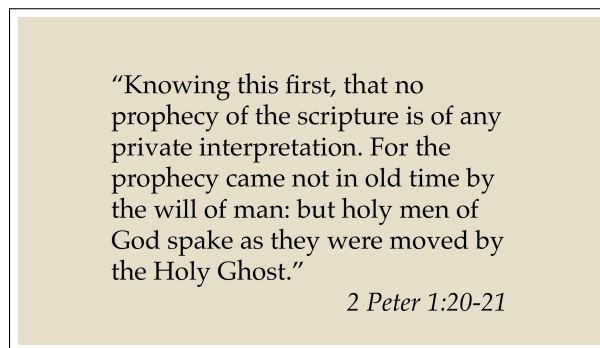 “Knowing this first, that no
prophecy of the scripture is of any
private interpretation. For the
prophecy came not in old time by
the will of man: but holy men of
God spake as they were moved by
the Holy Ghost.”
2 Peter 1:20-21